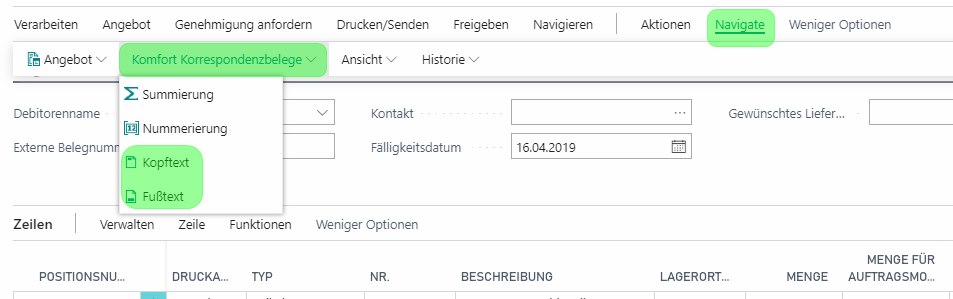 Verarbeiten Angebot Genehmigung anfordern Drucken/Senden Freigeben Navigieren Aktionen Navigate Weniger Optionen
Angebot Komfort Korrespondenzbelege Ansicht Historie
Summierung
Debitorenname Kontakt Gewünschtes Liefer...
Nummerierung
Externe Belegnum Fälligkeitsdatum 16.04.2019
Kopftext
Fußtext
Zeilen Verwalten Zeile Funktionen Weniger Optionen
MENGE FÜR
POSITIONSNU... DRUCKA... TYP NR. BESCHREIBUNG LAGERORT... MENGE AUFTRAGSMO...